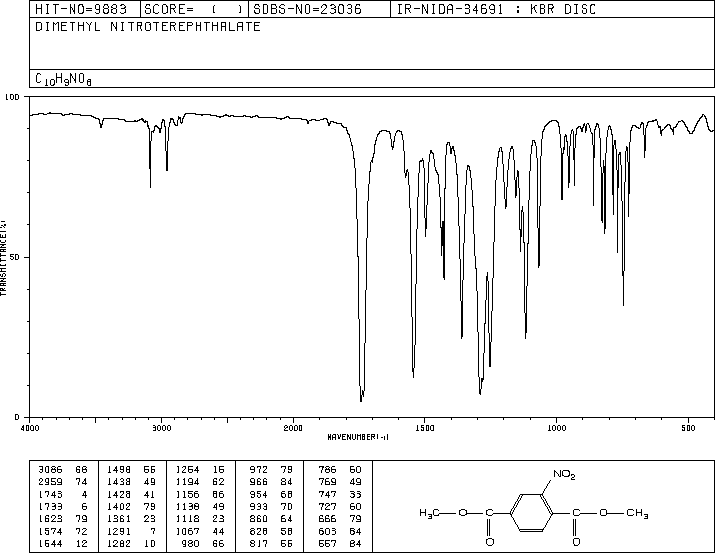 HIT-NO=9883 SCORE= ( ) SDBS-NO=23036 IR-NIDA-34691 : KBR DISC
DIMETHYL NITROTEREPHTHALATE
C10H9NO6
100
50
0
TRANSMITTANCE(%)
4000 3000 2000 1500 1000 500
WAVENUMBER(-1)
3086 68 1498 55 1254 15 972 79 786 60
2959 74 1438 49 1194 62 966 84 769 49
1743 4 1428 41 1156 66 954 68 747 33
1733 6 1402 79 1138 49 933 70 727 60
1623 79 1361 23 1118 23 860 64 666 79
1574 72 1291 7 1067 44 828 58 603 84
1544 12 1282 10 980 66 817 55 557 84
NO2
H3C O O CH3
O O